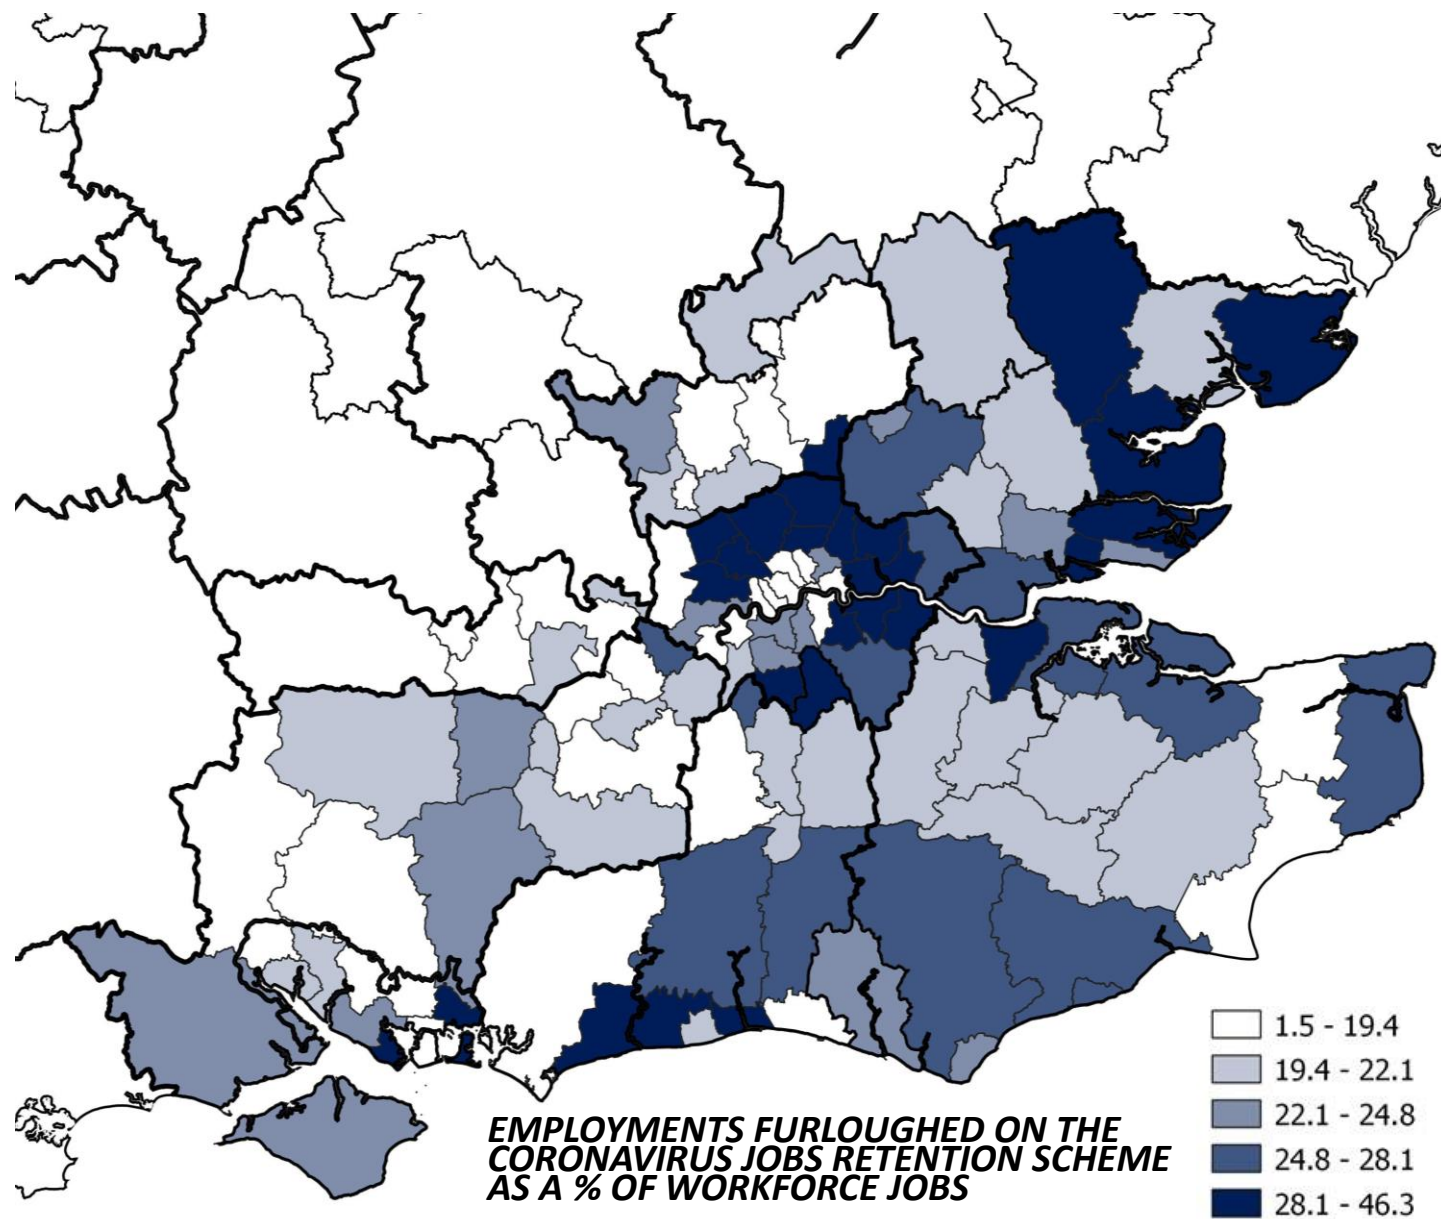 1.5 - 19.4
19.4 - 22.1
22.1 - 24.8
24.8 - 28.1
28.1 - 46.3
EMPLOYMENTS FURLOUGHED ON THE
CORONAVIRUS JOBS RETENTION SCHEME
AS A % OF WORKFORCE JOBS